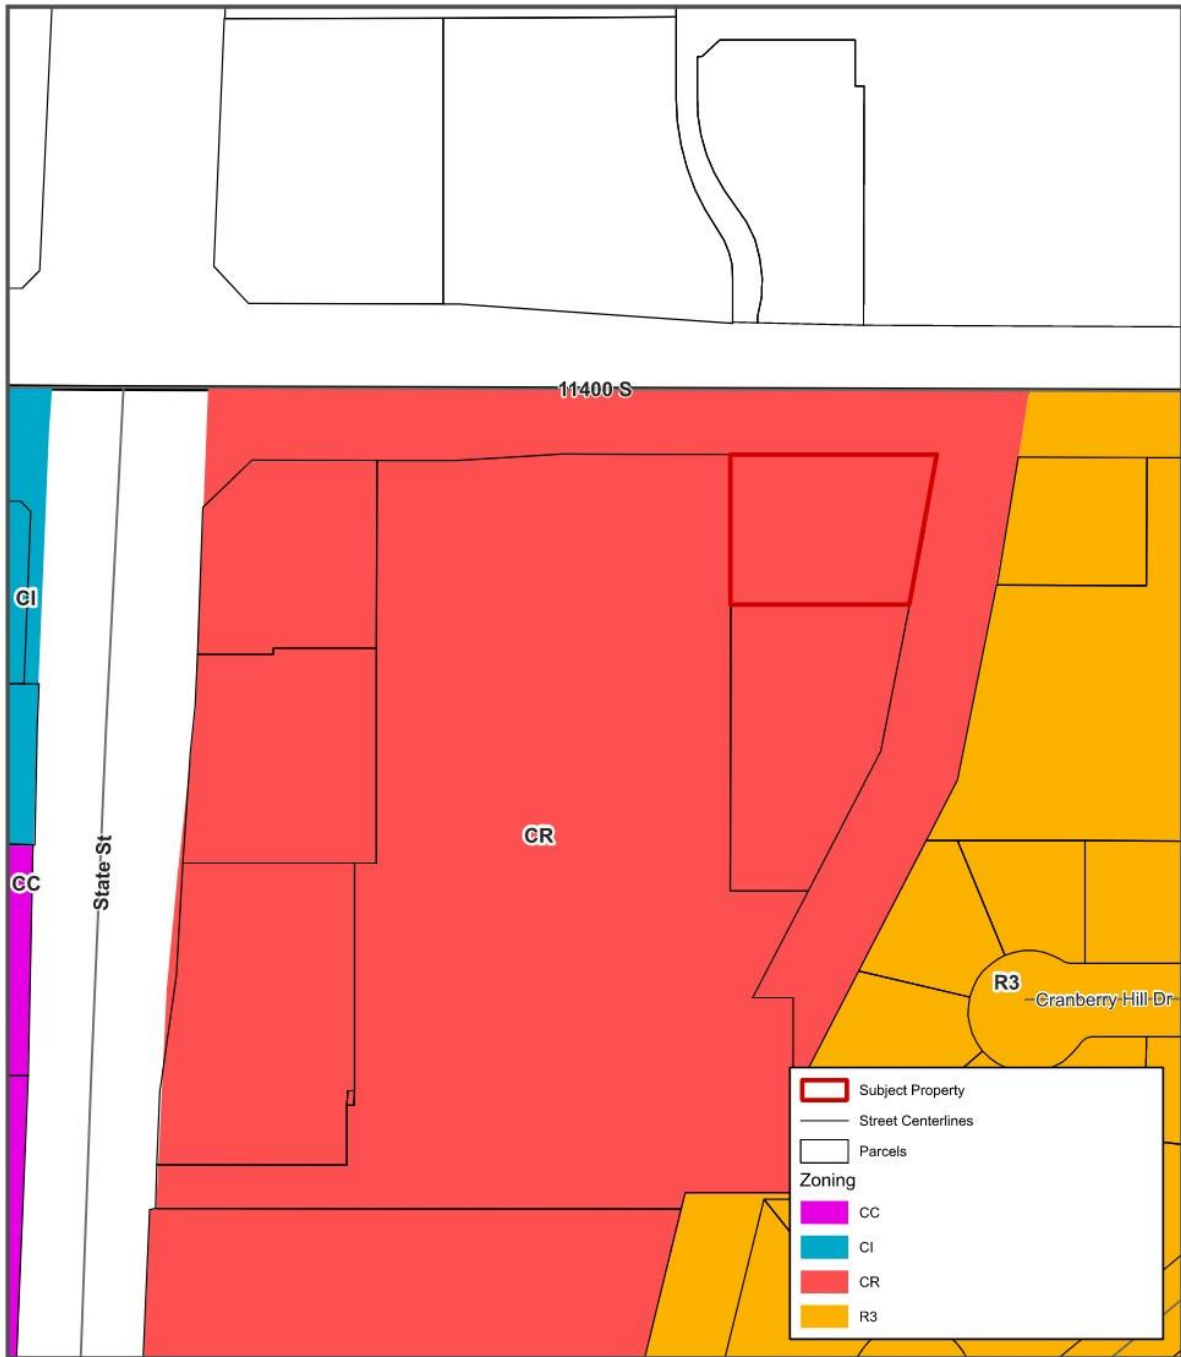 11400 S
CI
CR
CC
State St
R3
Cranberry Hill Dr
Subject Property
Street Centerlines
Parcels
Zoning
CC
CI
CR
R3